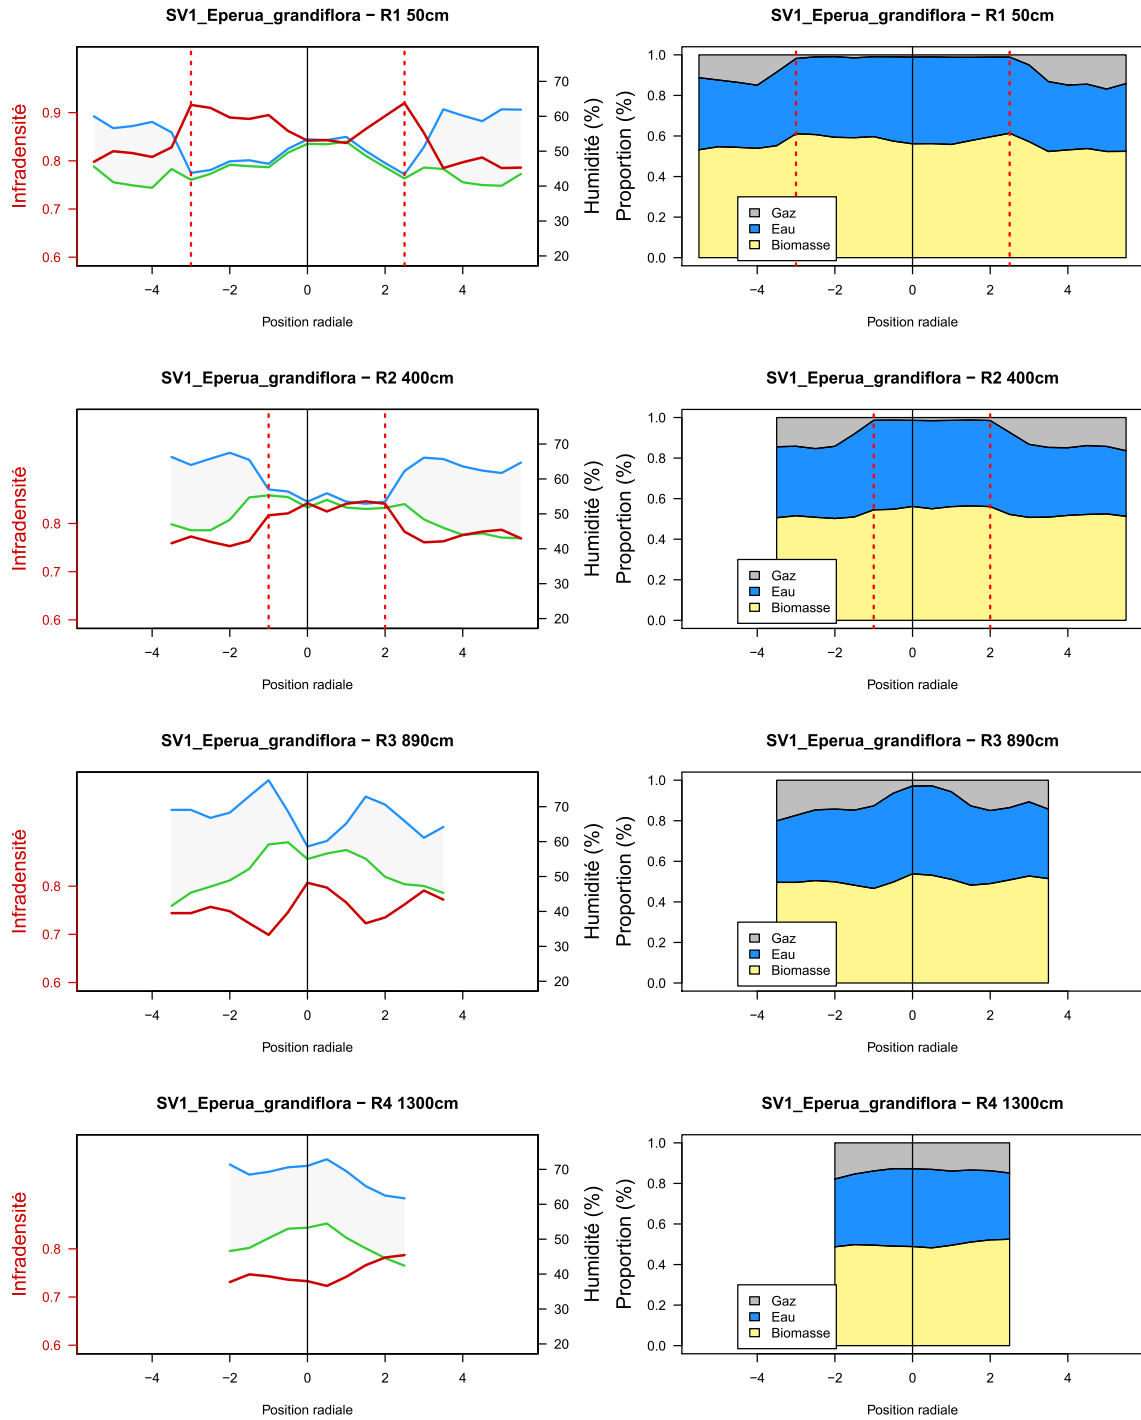 SV1_Eperua_grandiflora − R1 50cm
Infradensité
0.9
0.8
0.7
0.6
70
60
50
40
30
20
Humidité (%)
−4 −2 0 2 4
Position radiale
SV1_Eperua_grandiflora − R1 50cm
Proportion (%)
1.0
0.8
0.6
0.4
0.2
0.0
Gaz
Eau
Biomasse
−4 −2 0 2 4
Position radiale
SV1_Eperua_grandiflora − R2 400cm
Infradensité
0.8
0.7
0.6
70
60
50
40
30
20
Humidité (%)
−4 −2 0 2 4
Position radiale
SV1_Eperua_grandiflora − R2 400cm
Proportion (%)
1.0
0.8
0.6
0.4
0.2
0.0
Gaz
Eau
Biomasse
−4 −2 0 2 4
Position radiale
SV1_Eperua_grandiflora − R3 890cm
Infradensité
0.8
0.7
0.6
70
60
50
40
30
20
Humidité (%)
−4 −2 0 2 4
Position radiale
SV1_Eperua_grandiflora − R3 890cm
Proportion (%)
1.0
0.8
0.6
0.4
0.2
0.0
Gaz
Eau
Biomasse
−4 −2 0 2 4
Position radiale
SV1_Eperua_grandiflora − R4 1300cm
Infradensité
0.8
0.7
0.6
70
60
50
40
30
20
Humidité (%)
−4 −2 0 2 4
Position radiale
SV1_Eperua_grandiflora − R4 1300cm
Proportion (%)
1.0
0.8
0.6
0.4
0.2
0.0
Gaz
Eau
Biomasse
−4 −2 0 2 4
Position radiale